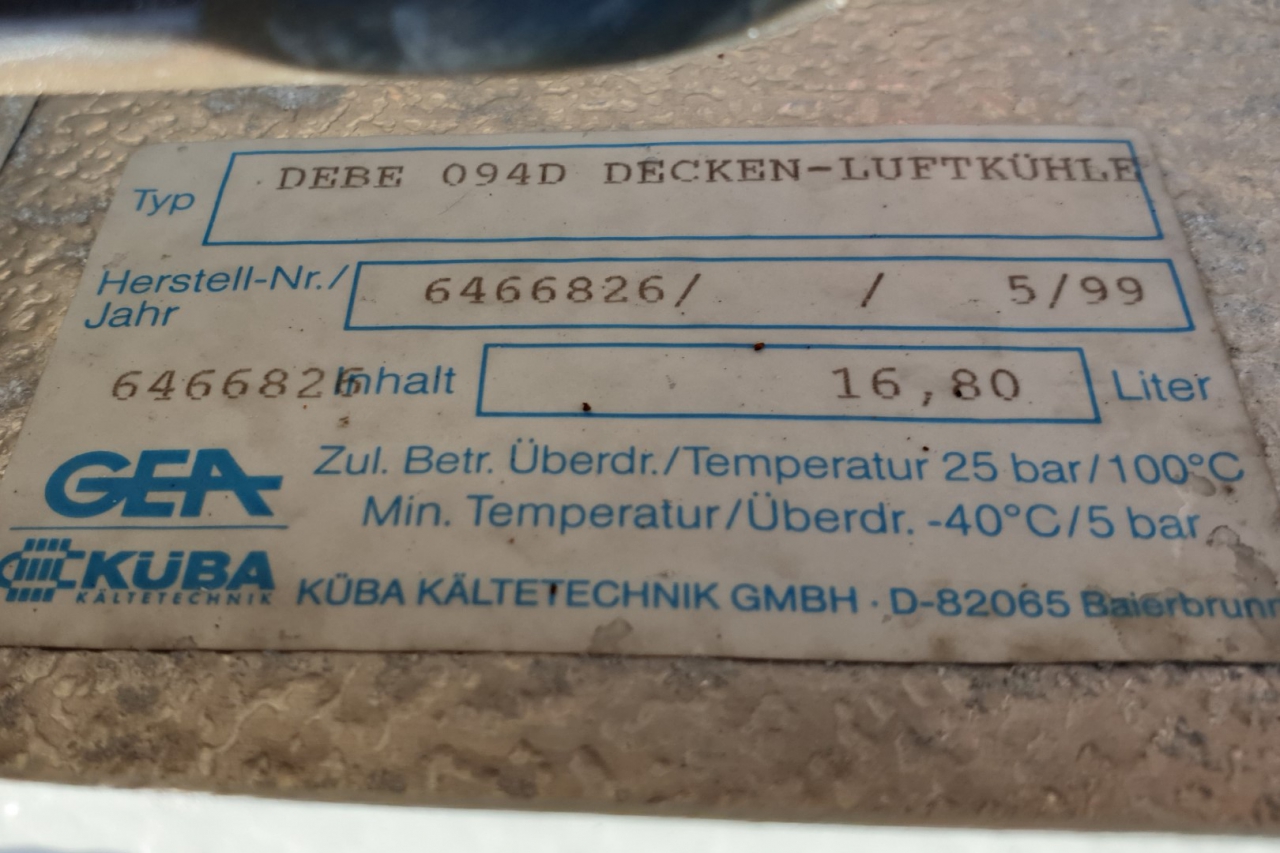 Typ DEBE 094D DECKEN-LUFTKÜHLE
Herstell-Nr./
Jahr
6466826/ / 5/99
6466826 Inhalt 16,80 Liter
GEA
Zul. Betr. Überdr./Temperatur 25 bar/100°C
Min. Temperatur/Überdr. -40°C/5 bar
KÜBA
KÄLTETECHNIK
KÜBA KÄLTETECHNIK GMBH · D-82065 Baierbrunn